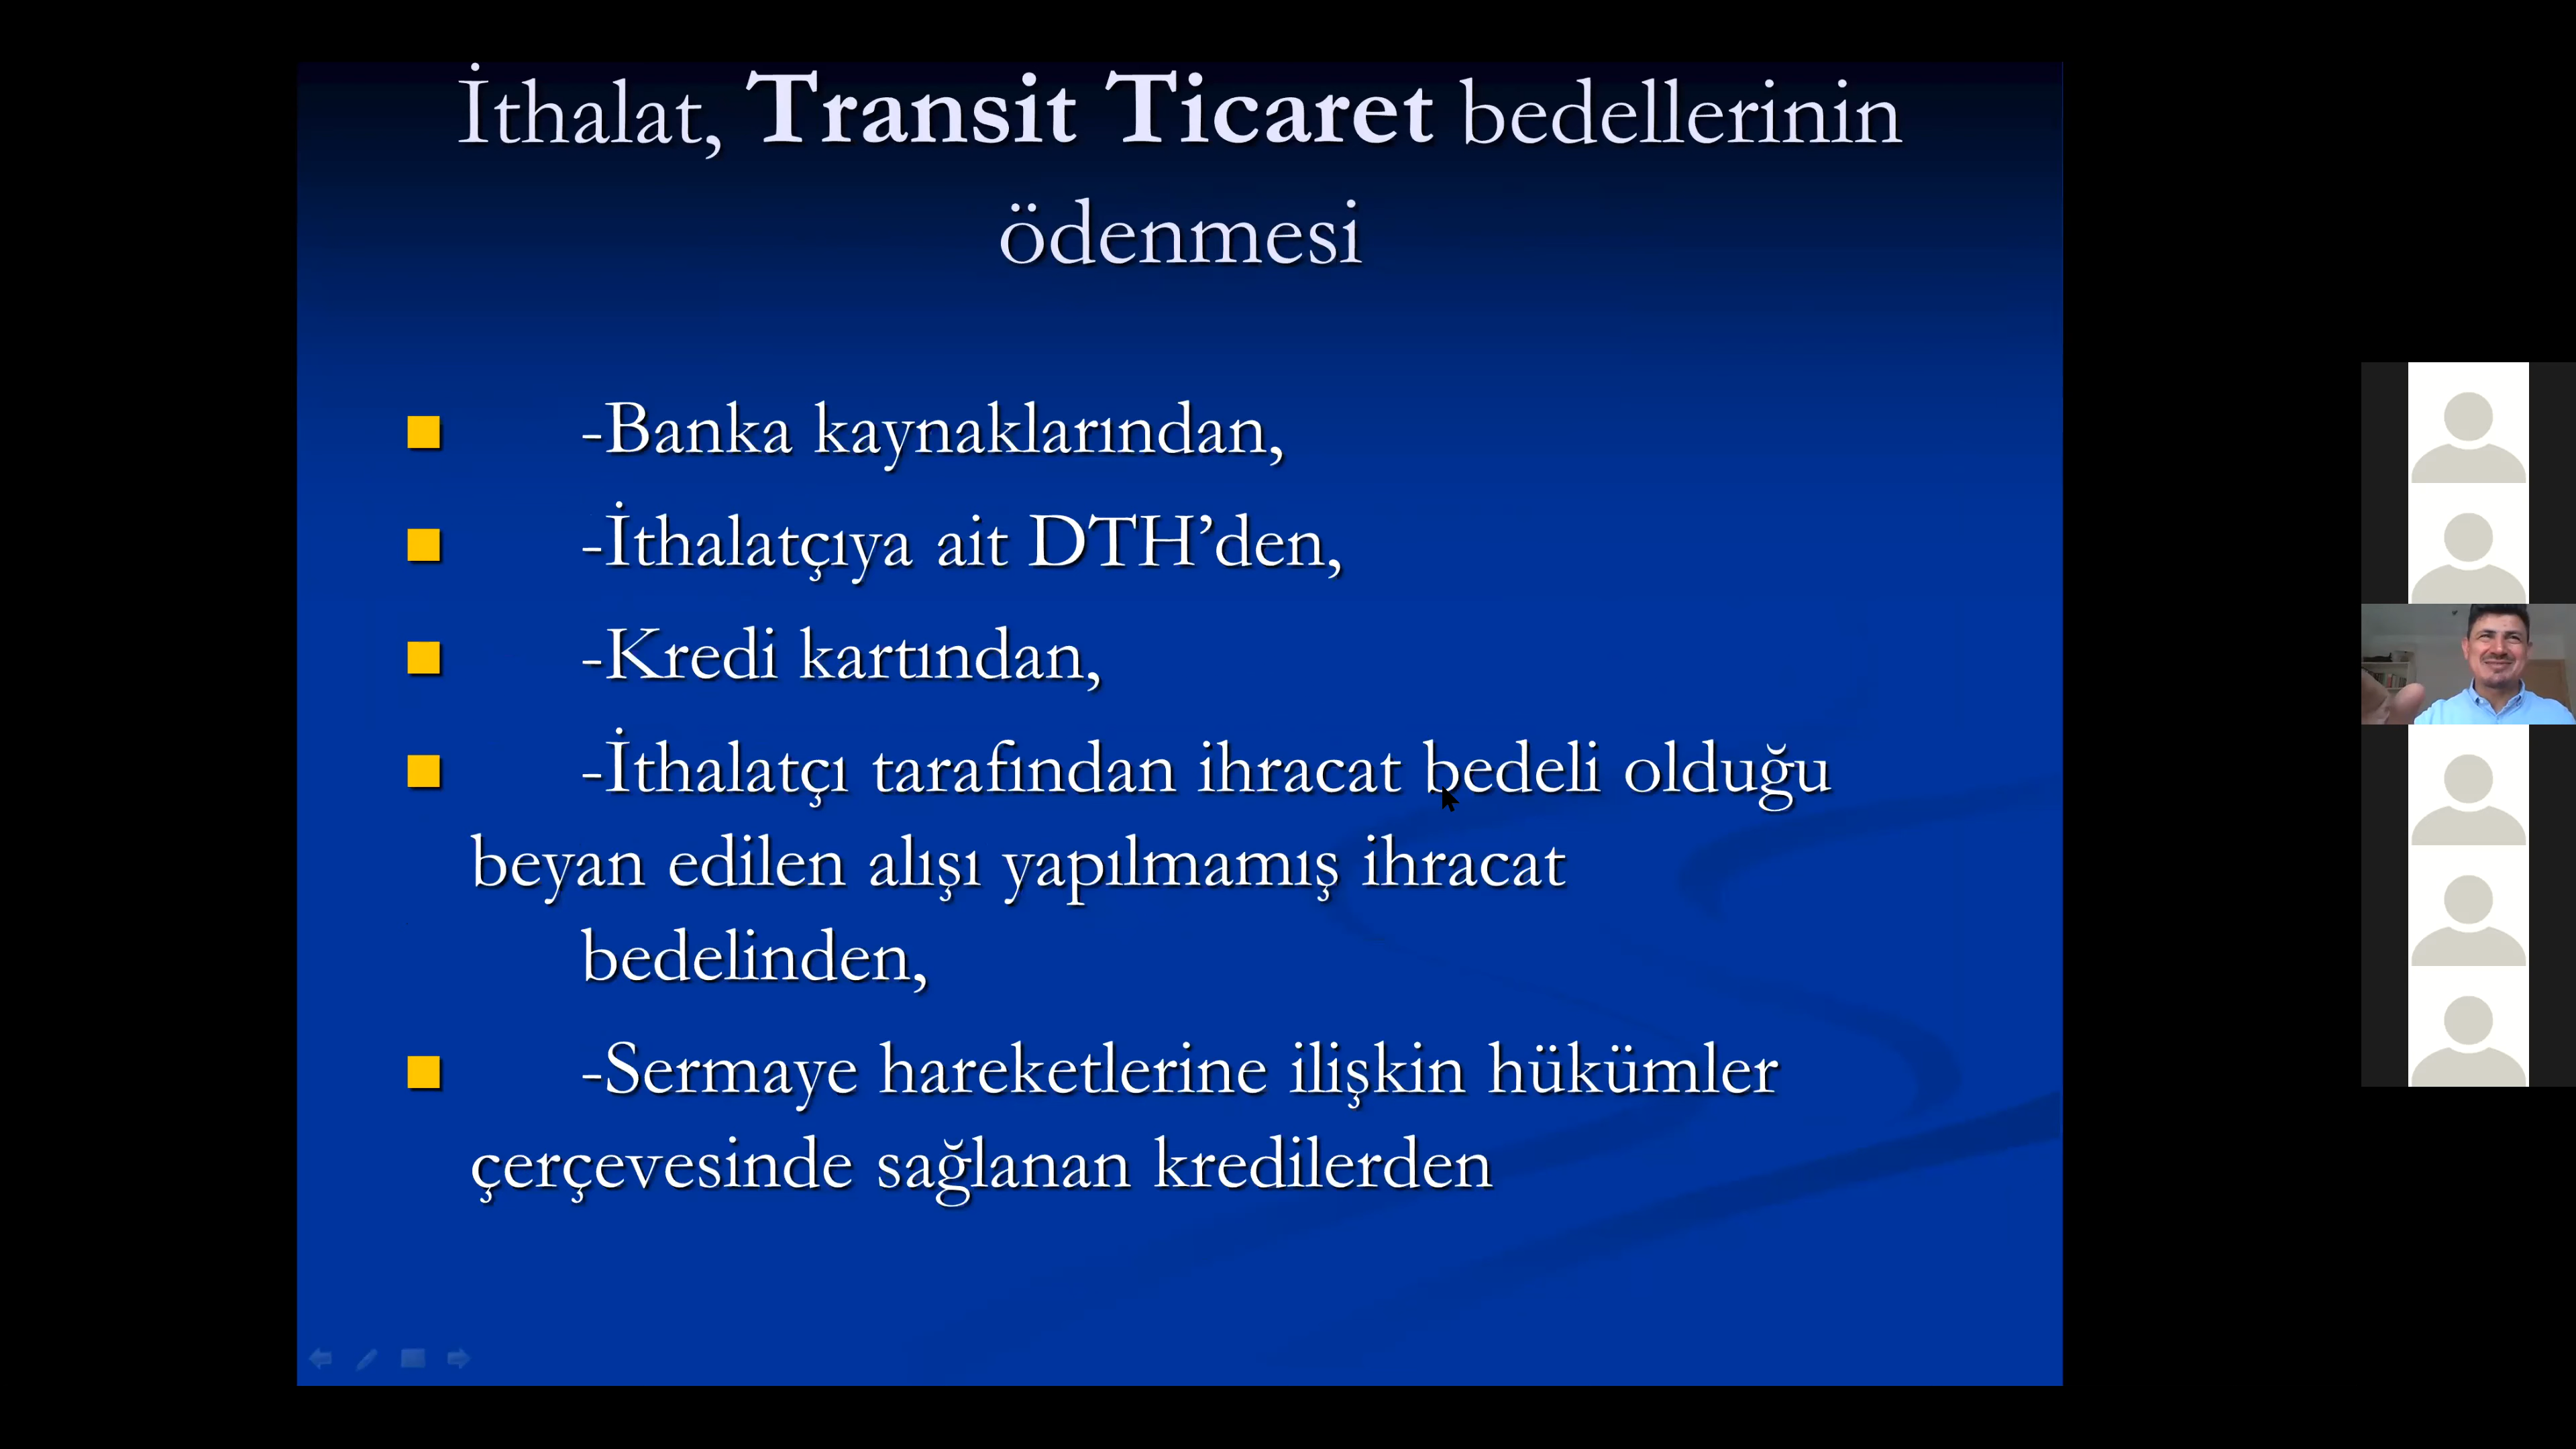 İthalat, Transit Ticaret bedellerinin
ödenmesi
-Banka kaynaklarından,
-İthalatçıya ait DTH’den,
-Kredi kartından,
-İthalatçı tarafından ihracat bedeli olduğu
beyan edilen alışı yapılmamış ihracat
bedelinden,
-Sermaye hareketlerine ilişkin hükümler
çerçevesinde sağlanan kredilerden